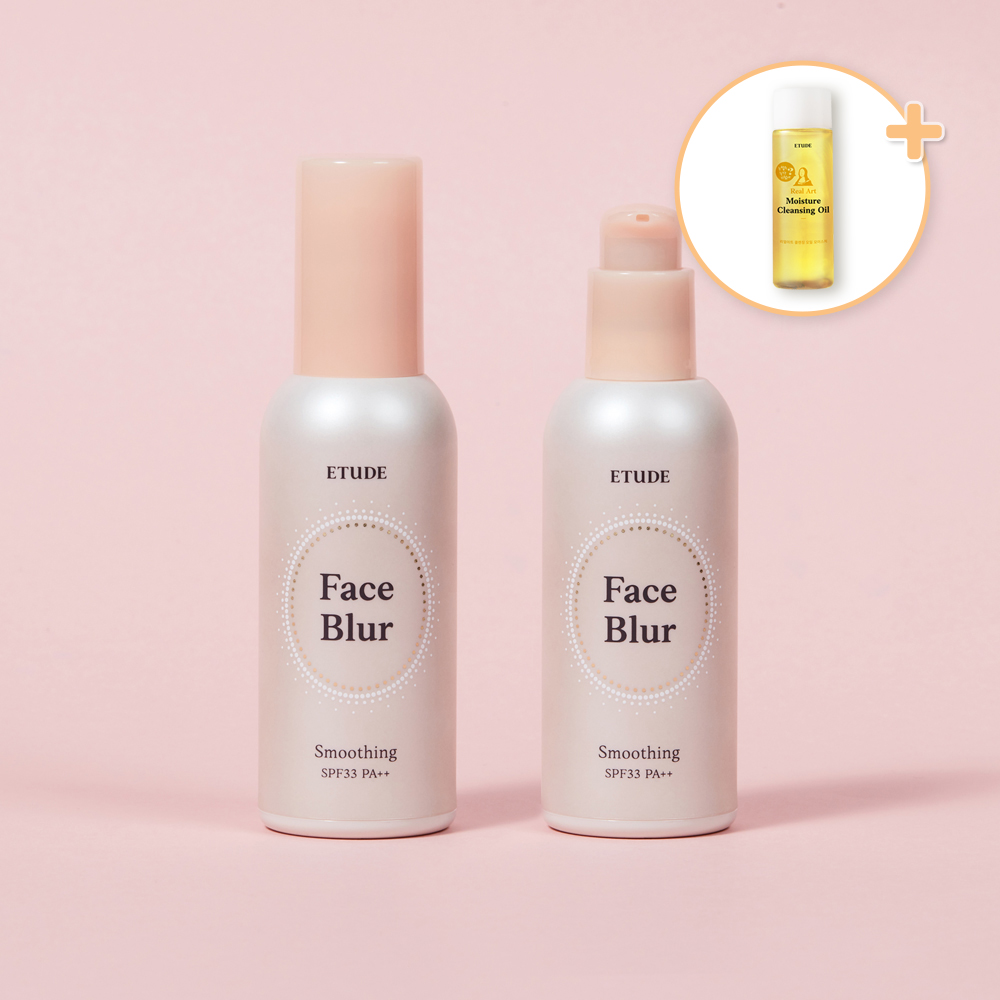 ETUDE
Face
Blur
Smoothing
SPF33 PA++
ETUDE
Face
Blur
Smoothing
SPF33 PA++
ETUDE
Real Art
Moisture
Cleansing Oil